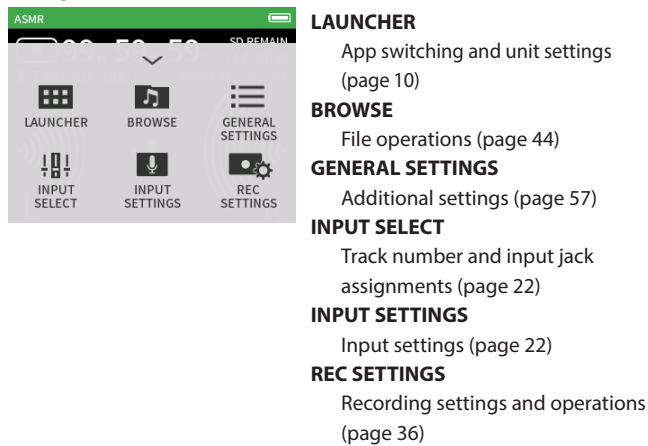 ASMR
SD REMAIN
LAUNCHER
BROWSE
GENERAL
SETTINGS
INPUT
SELECT
INPUT
SETTINGS
REC
SETTINGS
LAUNCHER
App switching and unit settings
(page 10)
BROWSE
File operations (page 44)
GENERAL SETTINGS
Additional settings (page 57)
INPUT SELECT
Track number and input jack
assignments (page 22)
INPUT SETTINGS
Input settings (page 22)
REC SETTINGS
Recording settings and operations
(page 36)